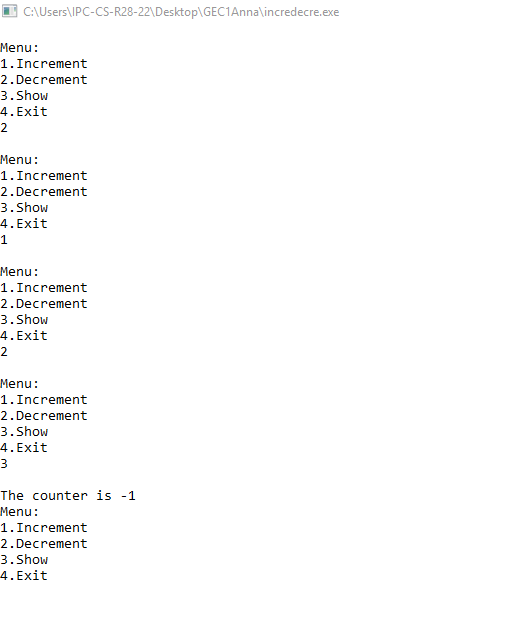 C:\Users\IPC-CS-R28-22\Desktop\GEC1Anna\incredecre.exe
Menu:
1.Increment
2.Decrement
3.Show
4.Exit
2
Menu:
1.Increment
2.Decrement
3.Show
4.Exit
1
Menu:
1.Increment
2.Decrement
3.Show
4.Exit
2
Menu:
1.Increment
2.Decrement
3.Show
4.Exit
3
The counter is -1
Menu:
1.Increment
2.Decrement
3.Show
4.Exit